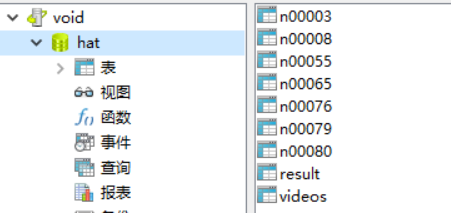 void
hat
表
视图
函数
事件
查询
报表
n00003
n00008
n00055
n00065
n00076
n00079
n00080
result
videos